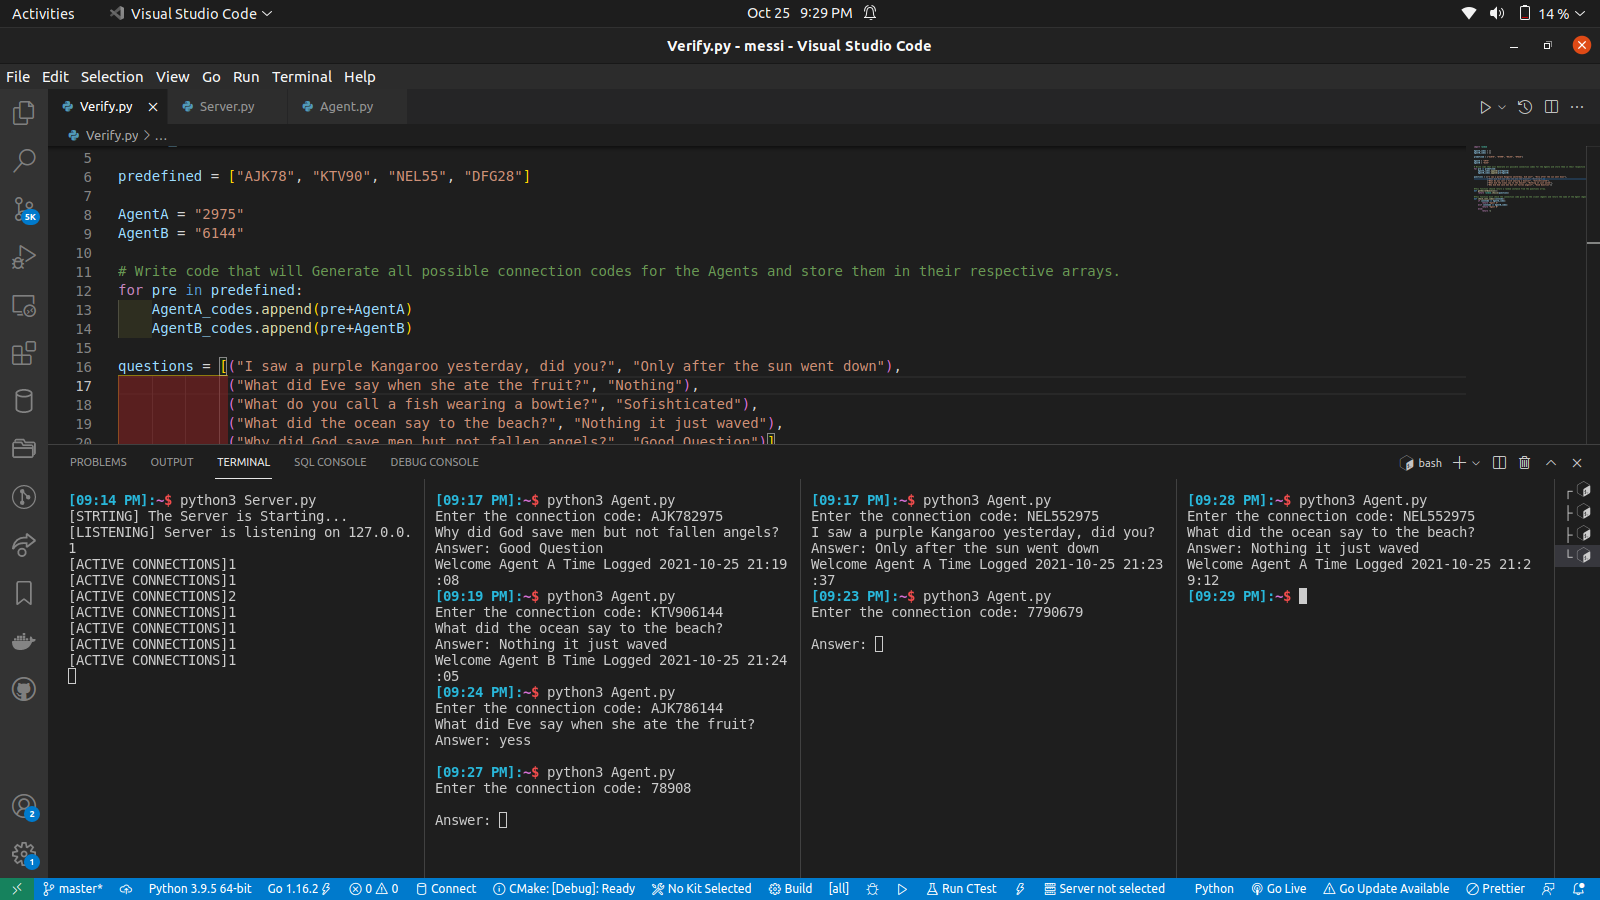 Activities
Visual Studio Code
Oct 25 9:29 PM
14 %
Verify.py - messi - Visual Studio Code
File Edit Selection View Go Run Terminal Help
Verify.py
Server.py
Agent.py
Verify.py > ...
5
6 predefined = ["AJK78", "KTV90", "NEL55", "DFG28"]
7
8 AgentA = "2975"
9 AgentB = "6144"
10
11 # Write code that will Generate all possible connection codes for the Agents and store them in their respective arrays.
12 for pre in predefined:
13 AgentA_codes.append(pre+AgentA)
14 AgentB_codes.append(pre+AgentB)
15
16 questions = [("I saw a purple Kangaroo yesterday, did you?", "Only after the sun went down"),
17 ("What did Eve say when she ate the fruit?", "Nothing"),
18 ("What do you call a fish wearing a bowtie?", "Sofishticated"),
19 ("What did the ocean say to the beach?", "Nothing it just waved"),
20 ("Why did God save men but not fallen angels?", "Good Question")]
5K
PROBLEMS OUTPUT TERMINAL SQL CONSOLE DEBUG CONSOLE
bash
[09:14 PM]:~$ python3 Server.py
[STRTING] The Server is Starting...
[LISTENING] Server is listening on 127.0.0.
1
[ACTIVE CONNECTIONS]1
[ACTIVE CONNECTIONS]1
[ACTIVE CONNECTIONS]2
[ACTIVE CONNECTIONS]1
[ACTIVE CONNECTIONS]1
[ACTIVE CONNECTIONS]1
[ACTIVE CONNECTIONS]1
[09:17 PM]:~$ python3 Agent.py
Enter the connection code: AJK782975
Why did God save men but not fallen angels?
Answer: Good Question
Welcome Agent A Time Logged 2021-10-25 21:19
:08
[09:19 PM]:~$ python3 Agent.py
Enter the connection code: KTV906144
What did the ocean say to the beach?
Answer: Nothing it just waved
Welcome Agent B Time Logged 2021-10-25 21:24
:05
[09:24 PM]:~$ python3 Agent.py
Enter the connection code: AJK786144
What did Eve say when she ate the fruit?
Answer: yess
[09:27 PM]:~$ python3 Agent.py
Enter the connection code: 78908
Answer:
[09:17 PM]:~$ python3 Agent.py
Enter the connection code: NEL552975
I saw a purple Kangaroo yesterday, did you?
Answer: Only after the sun went down
Welcome Agent A Time Logged 2021-10-25 21:23
:37
[09:23 PM]:~$ python3 Agent.py
Enter the connection code: 7790679
Answer:
[09:28 PM]:~$ python3 Agent.py
Enter the connection code: NEL552975
What did the ocean say to the beach?
Answer: Nothing it just waved
Welcome Agent A Time Logged 2021-10-25 21:2
9:12
[09:29 PM]:~$
2
1
master* Python 3.9.5 64-bit Go 1.16.2 0 0 Connect CMake: [Debug]: Ready No Kit Selected Build [all] Run CTest Server not selected Python Go Live Go Update Available Prettier